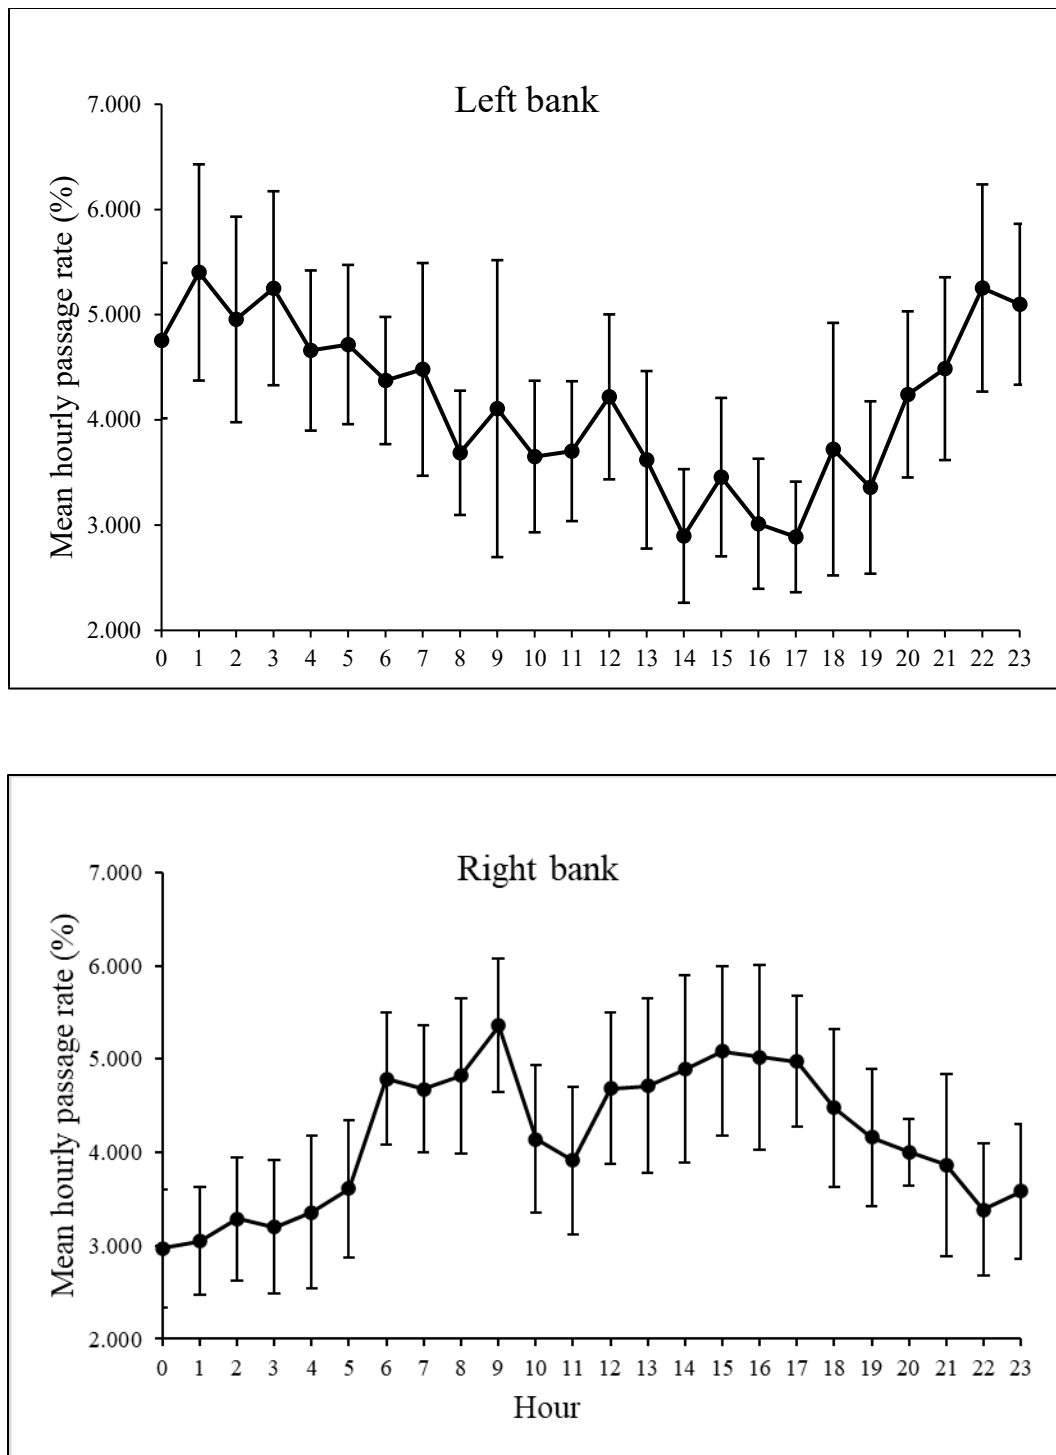 Left bank
Mean hourly passage rate (%)
7.000
6.000
5.000
4.000
3.000
2.000
0 1 2 3 4 5 6 7 8 9 10 11 12 13 14 15 16 17 18 19 20 21 22 23
Right bank
Mean hourly passage rate (%)
7.000
6.000
5.000
4.000
3.000
2.000
0 1 2 3 4 5 6 7 8 9 10 11 12 13 14 15 16 17 18 19 20 21 22 23
Hour